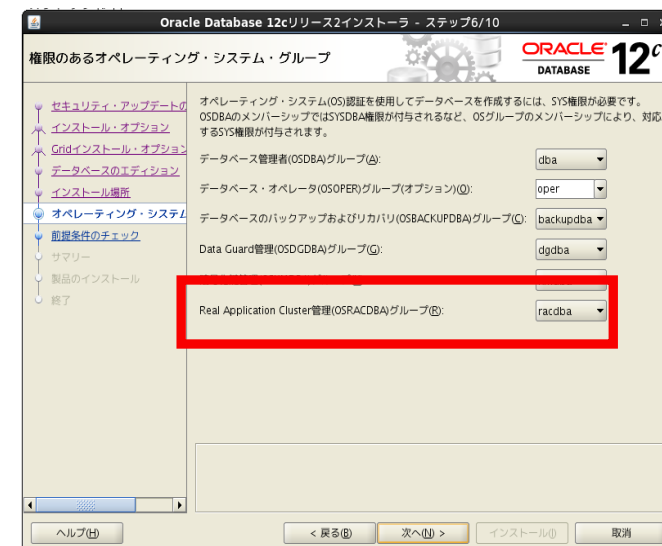 Oracle Database 12cリリース2インストーラ - ステップ6/10
権限のあるオペレーティング・システム・グループ
ORACLE
DATABASE
12c
セキュリティ・アップデートの
インストール・オプション
Gridインストール・オプション
データベースのエディション
インストール場所
オペレーティング・システム
前提条件のチェック
サマリー
製品のインストール
終了
オペレーティング・システム(OS)認証を使用してデータベースを作成するには、SYS権限が必要です。
OSDBAのメンバーシップではSYSDBA権限が付与されるなど、OSグループのメンバーシップにより、対応
するSYS権限が付与されます。
データベース管理者(OSDBA)グループ(A): dba
データベース・オペレータ(OSOPER)グループ(オプション)(O): oper
データベースのバックアップおよびリカバリ(OSBACKUPDBA)グループ(C): backupdba
Data Guard管理(OSDGDBA)グループ(G): dgdba
Real Application Cluster管理(OSRACDBA)グループ(R): racdba
ヘルプ(H)
< 戻る(B)
次へ(N) >
インストール(I)
取消